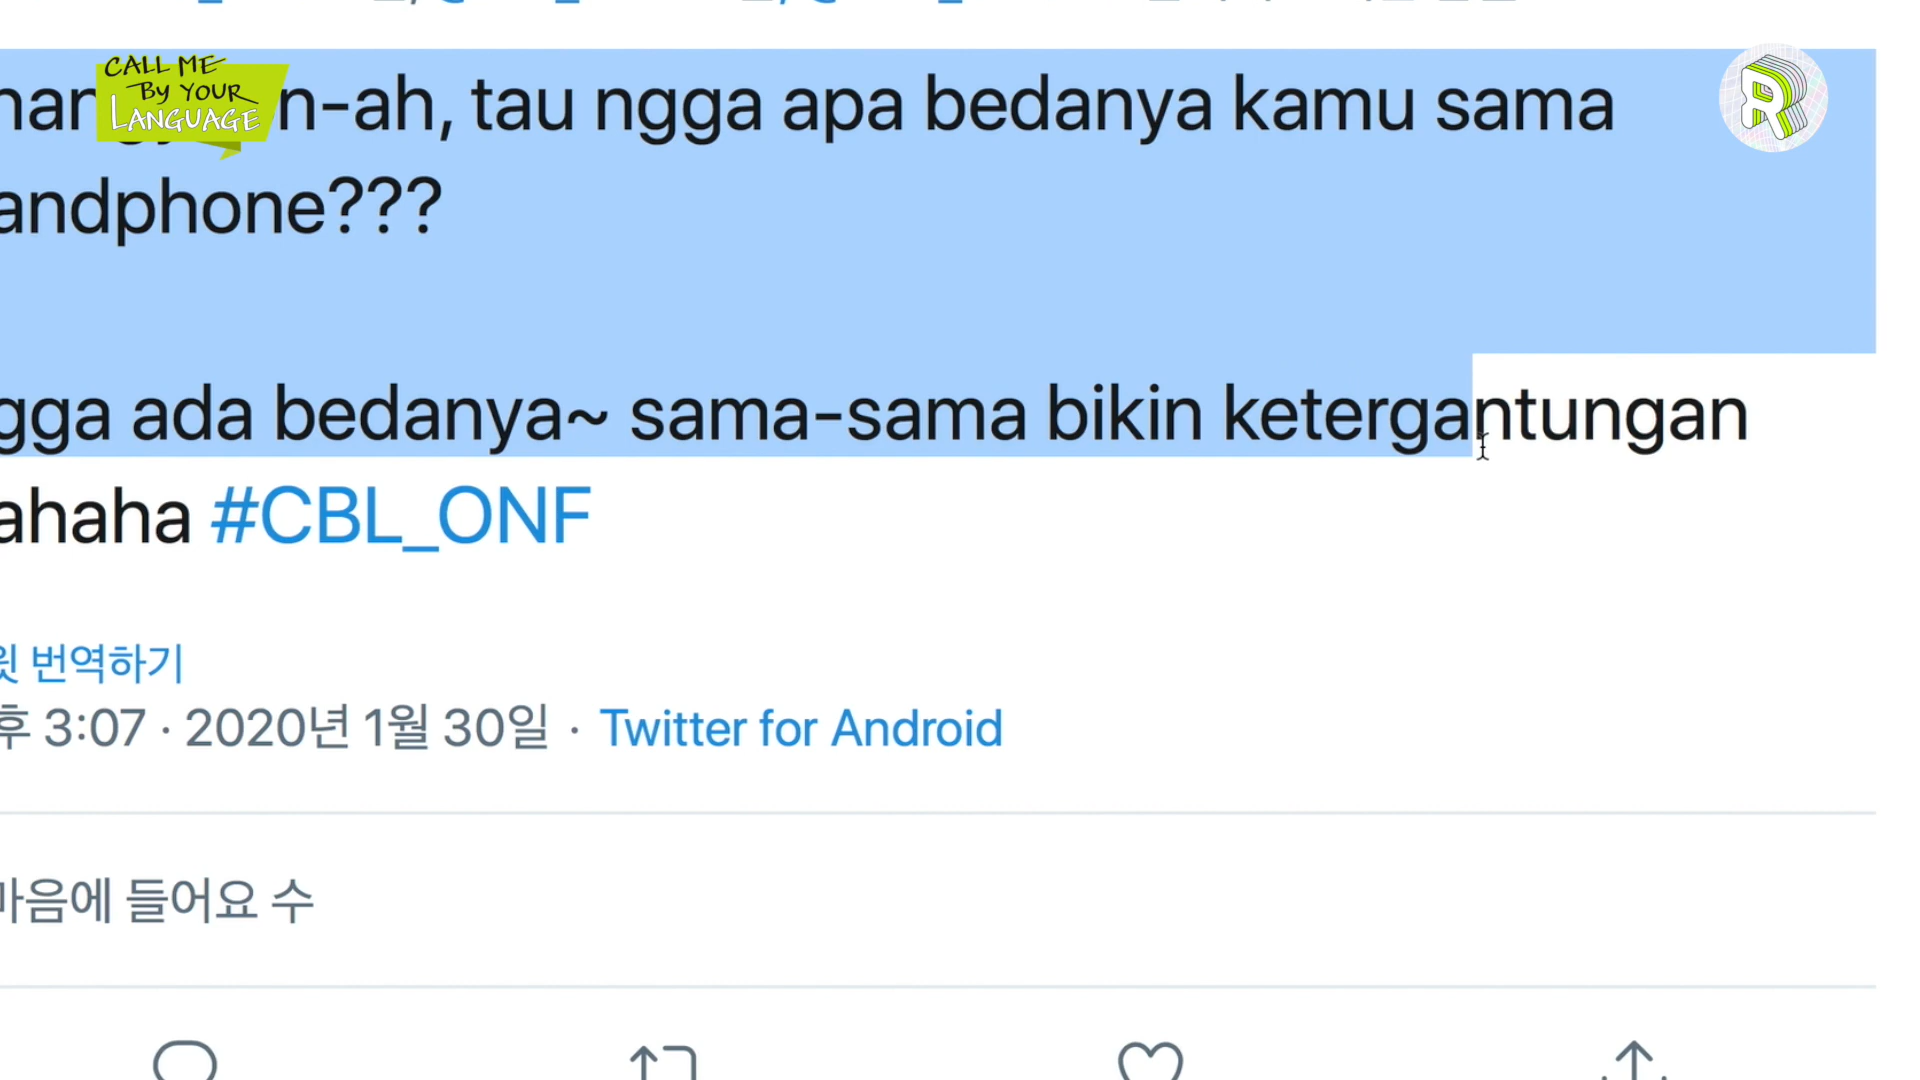 CALL ME
By YOUR
LANGUAGE
R
n-ah, tau ngga apa bedanya kamu sama
andphone???
gga ada bedanya~ sama-sama bikin ketergantungan
ahaha #CBL_ONF
윗 번역하기
후 3:07 · 2020년 1월 30일 · Twitter for Android
마음에 들어요 수